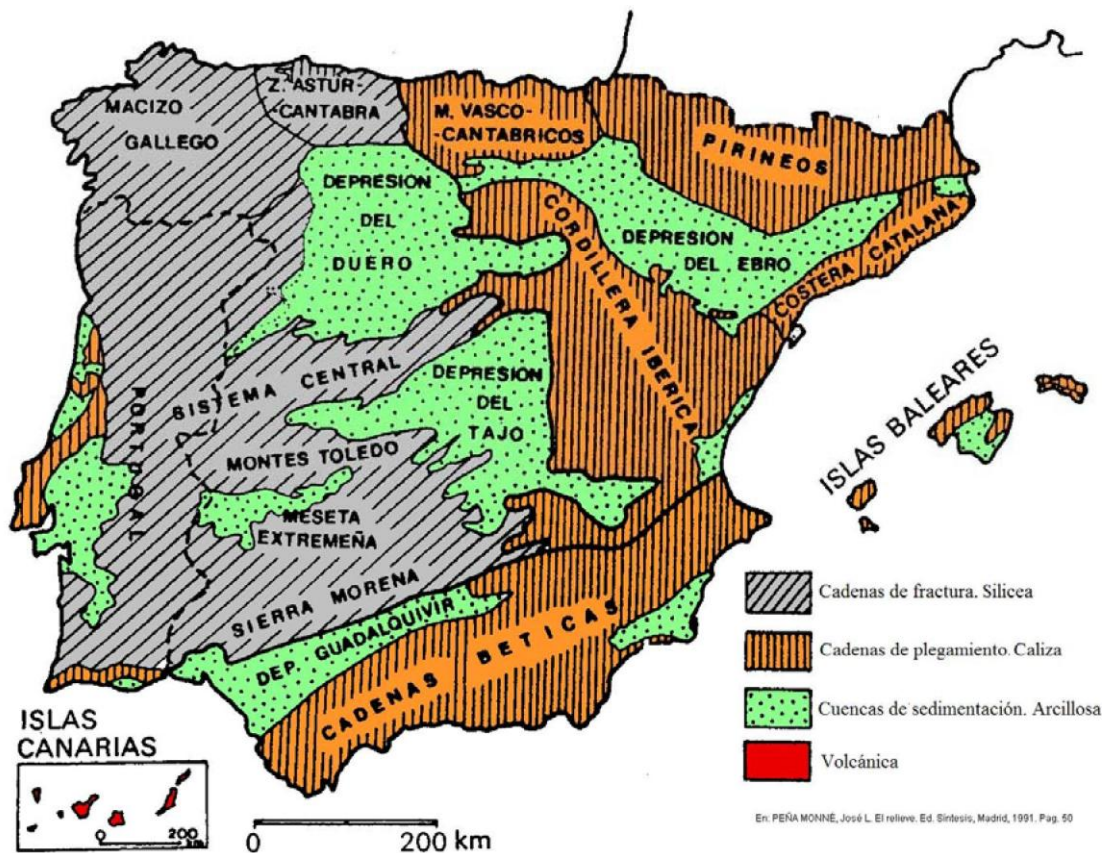 MACIZO
GALLEGO
Z. ASTUR-
-CANTABRA
M. VASCO-
-CANTABRICOS
PIRINEOS
DEPRESION
DEL
DUERO
CORDILLERA IBERICA
DEPRESION
DEL EBRO
COSTERA CATALANA
PORTUGAL
SISTEMA CENTRAL
DEPRESION
DEL
TAJO
MONTES TOLEDO
MESETA
EXTREMEÑA
SIERRA MORENA
DEP. GUADALQUIVIR
CADENAS BETICAS
ISLAS BALEARES
Cadenas de fractura. Silicea
Cadenas de plegamiento. Caliza
Cuencas de sedimentación. Arcillosa
Volcánica
ISLAS
CANARIAS
0 200
km
0 200 km
En: PEÑA MONNÉ, José L. El relieve. Ed. Síntesis, Madrid, 1991. Pag. 50